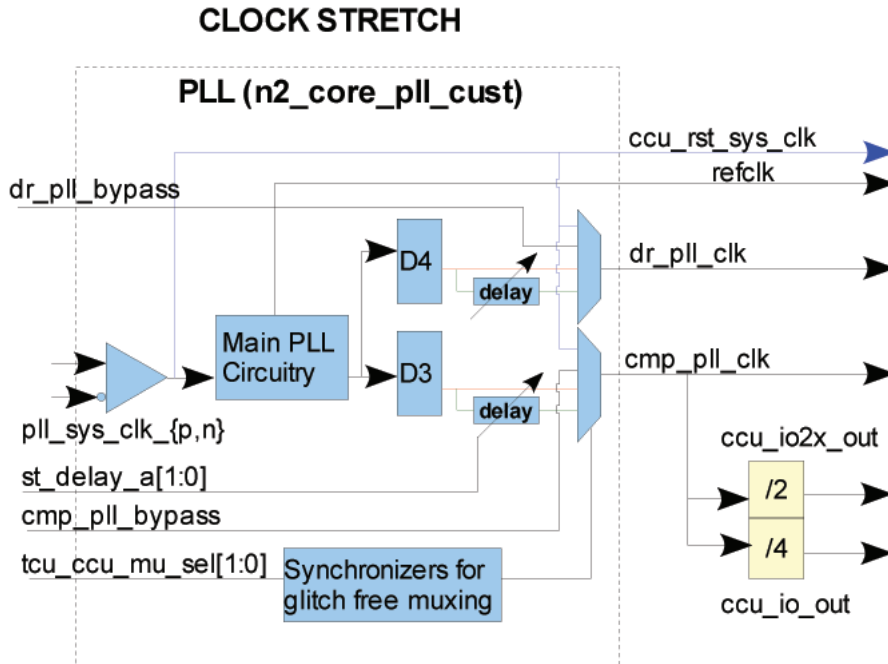 CLOCK STRETCH
PLL (n2_core_pll_cust)
ccu_rst_sys_clk
refclk
dr_pll_bypass
D4
delay
dr_pll_clk
Main PLL
Circuitry
D3
delay
cmp_pll_clk
pll_sys_clk_{p,n}
ccu_io2x_out
st_delay_a[1:0]
/2
cmp_pll_bypass
/4
tcu_ccu_mu_sel[1:0]
Synchronizers for
glitch free muxing
ccu_io_out